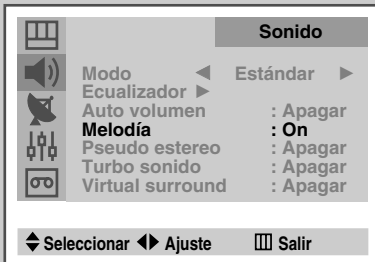 Sonido
Modo ◀ Estándar ▶
Ecualizador ▶
Auto volumen : Apagar
Melodía : On
Pseudo estereo : Apagar
Turbo sonido : Apagar
Virtual surround : Apagar
Seleccionar Ajuste Salir